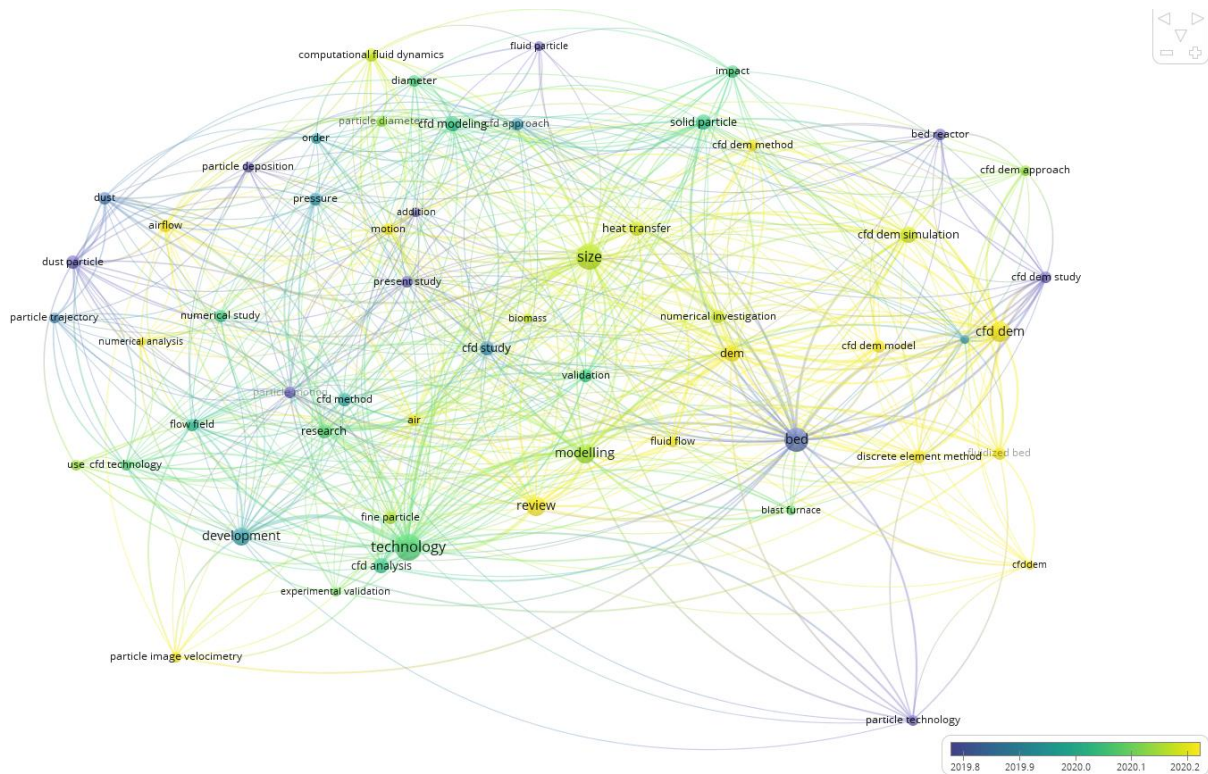 fluid particle
computational fluid dynamics
impact
diameter
particle diameter
cfd modeling
cfd approach
solid particle
order
bed reactor
cfd dem method
particle deposition
cfd dem approach
dust
pressure
addition
airflow
motion
heat transfer
cfd dem simulation
size
dust particle
present study
cfd dem study
particle trajectory
numerical study
biomass
numerical investigation
cfd dem
numerical analysis
cfd study
dem
cfd dem model
validation
particle motion
cfd method
flow field
research
air
fluid flow
bed
modelling
discrete element method
fluidized bed
use
cfd technology
review
blast furnace
fine particle
development
technology
cfd analysis
cfddem
experimental validation
particle image velocimetry
particle technology
2019.8
2019.9
2020.0
2020.1
2020.2